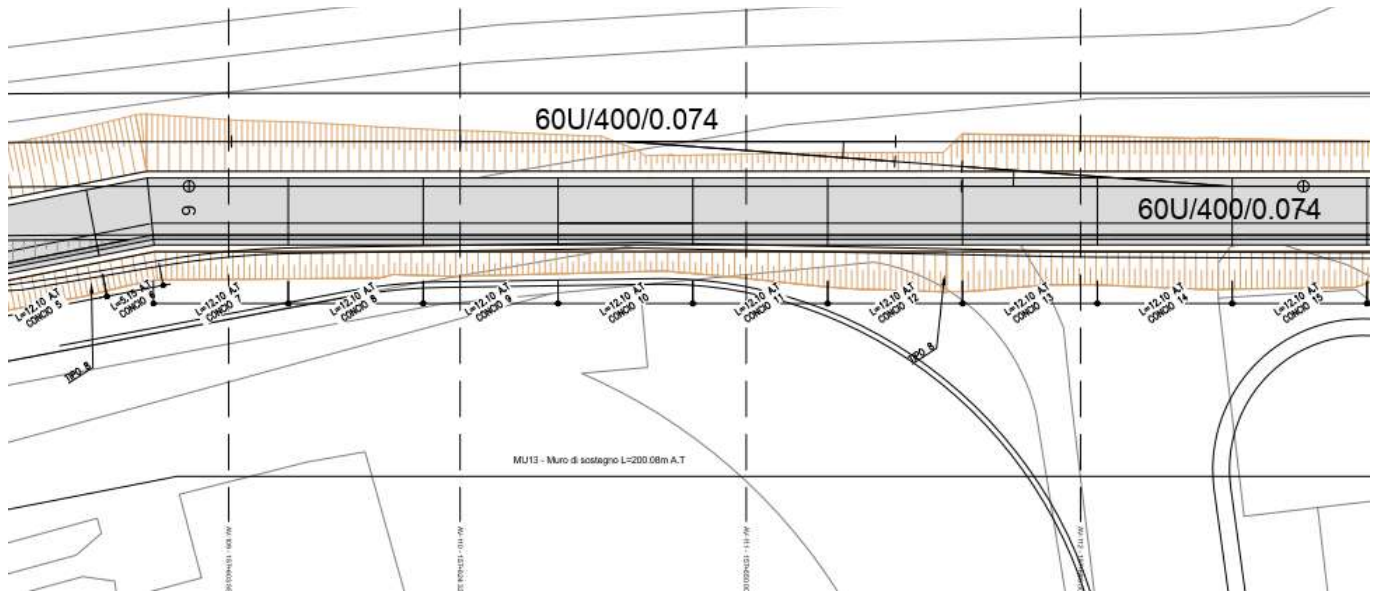 60U/400/0.074
9
60U/400/0.074
L=12.10 A.T
CONCIO 5
L=5.15 A.T
CONCIO 6
L=12.10 A.T
CONCIO 7
L=12.10 A.T
CONCIO 8
L=12.10 A.T
CONCIO 9
L=12.10 A.T
CONCIO 10
L=12.10 A.T
CONCIO 11
L=12.10 A.T
CONCIO 12
L=12.10 A.T
CONCIO 13
L=12.10 A.T
CONCIO 14
L=12.10 A.T
CONCIO 15
TIPO 8
TIPO 8
MU13 - Muro di sostegno L=200.08m A.T